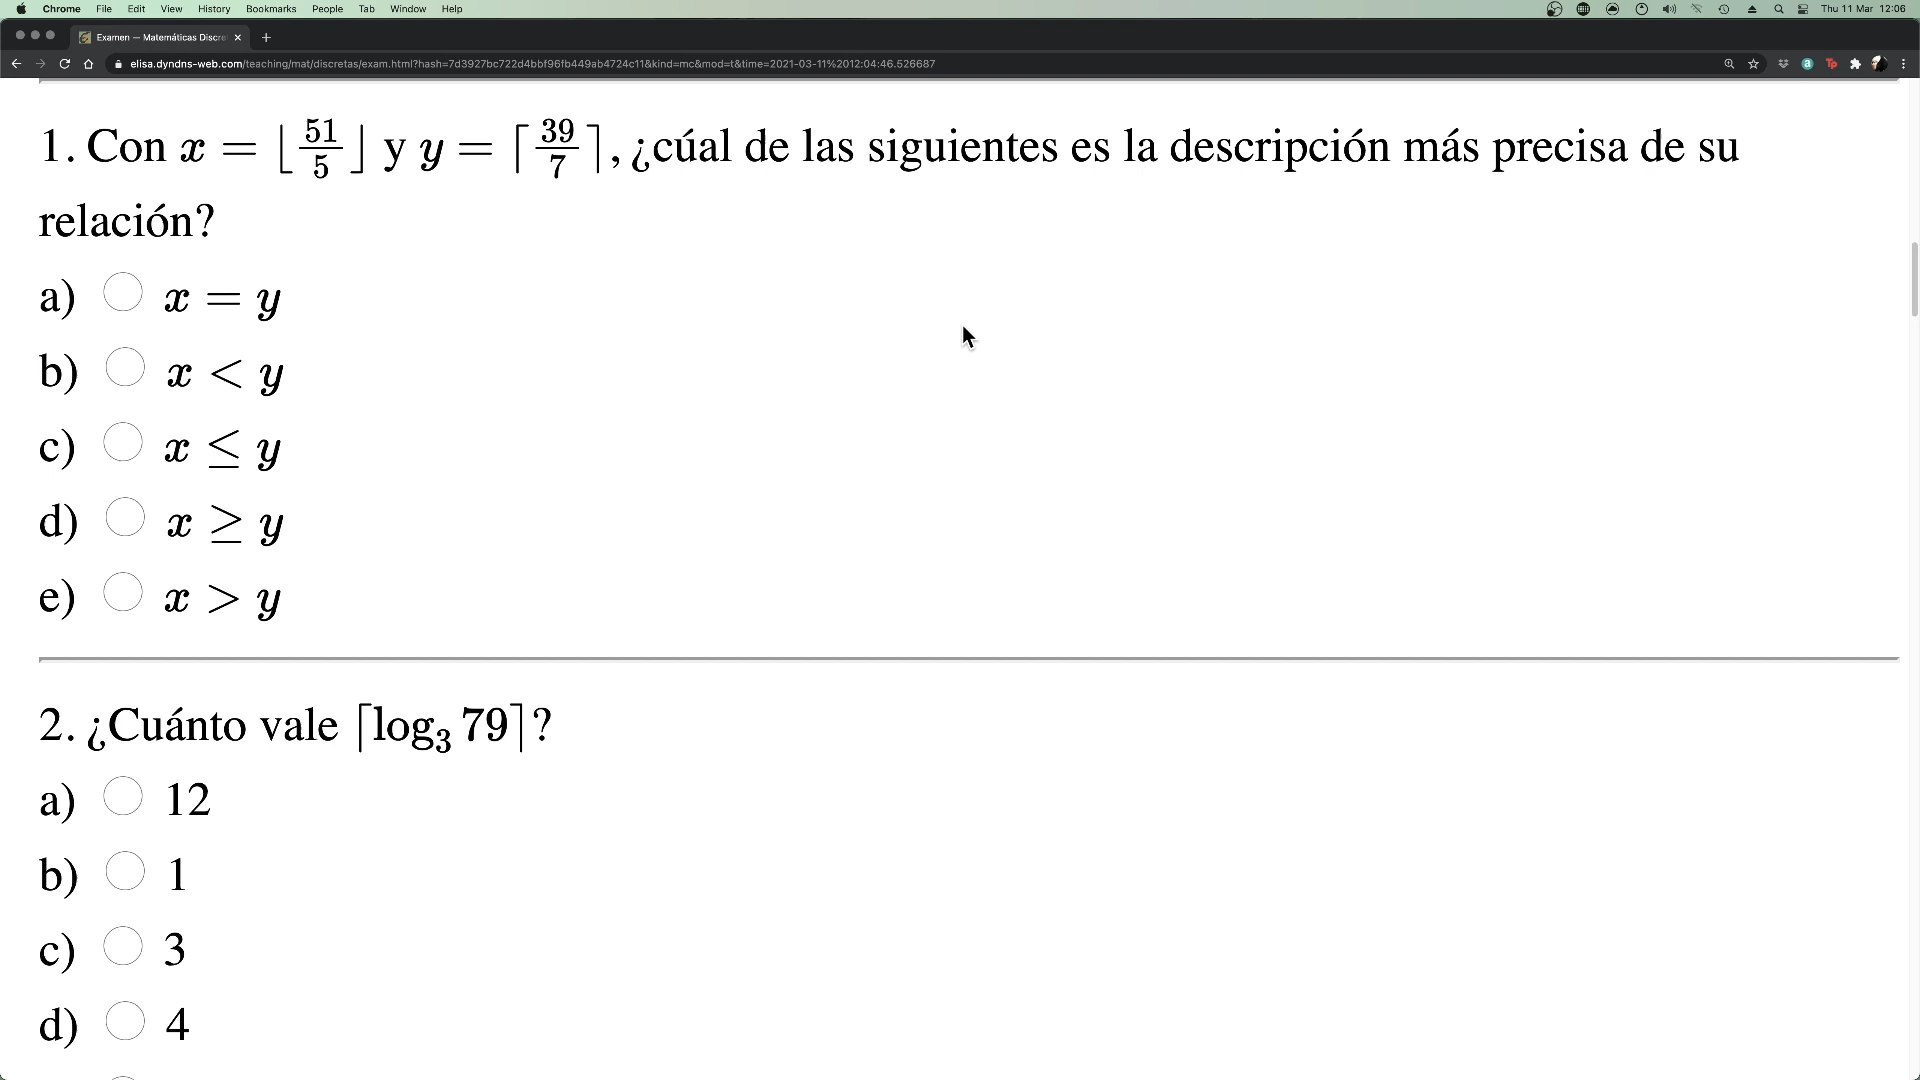 Chrome File Edit View History Bookmarks People Tab Window Help Thu 11 Mar 12:06
Examen — Matemáticas Discre
elisa.dyndns-web.com/teaching/mat/discretas/exam.html?hash=7d3927bc722d4bbf96fb449ab4724c11&kind=mc&mod=t&time=2021-03-11%2012:04:46.526687
1. Con x = ⌊51/5⌋ y y = ⌈39/7⌉, ¿cúal de las siguientes es la descripción más precisa de su
relación?
a) x = y
b) x < y
c) x ≤ y
d) x ≥ y
e) x > y
2. ¿Cuánto vale ⌈log₃ 79⌉?
a) 12
b) 1
c) 3
d) 4